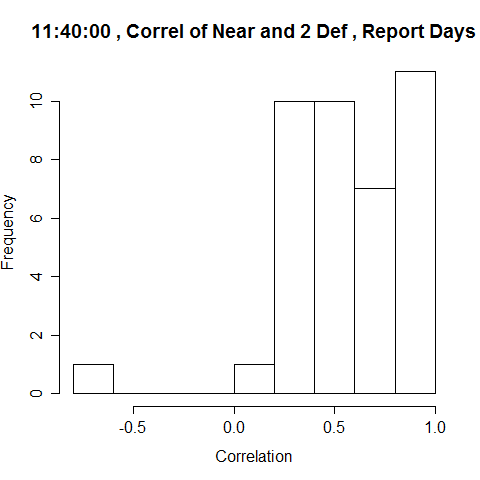 11:40:00 , Correl of Near and 2 Def , Report Days
Frequency
10
8
6
4
2
0
-0.5 0.0 0.5 1.0
Correlation